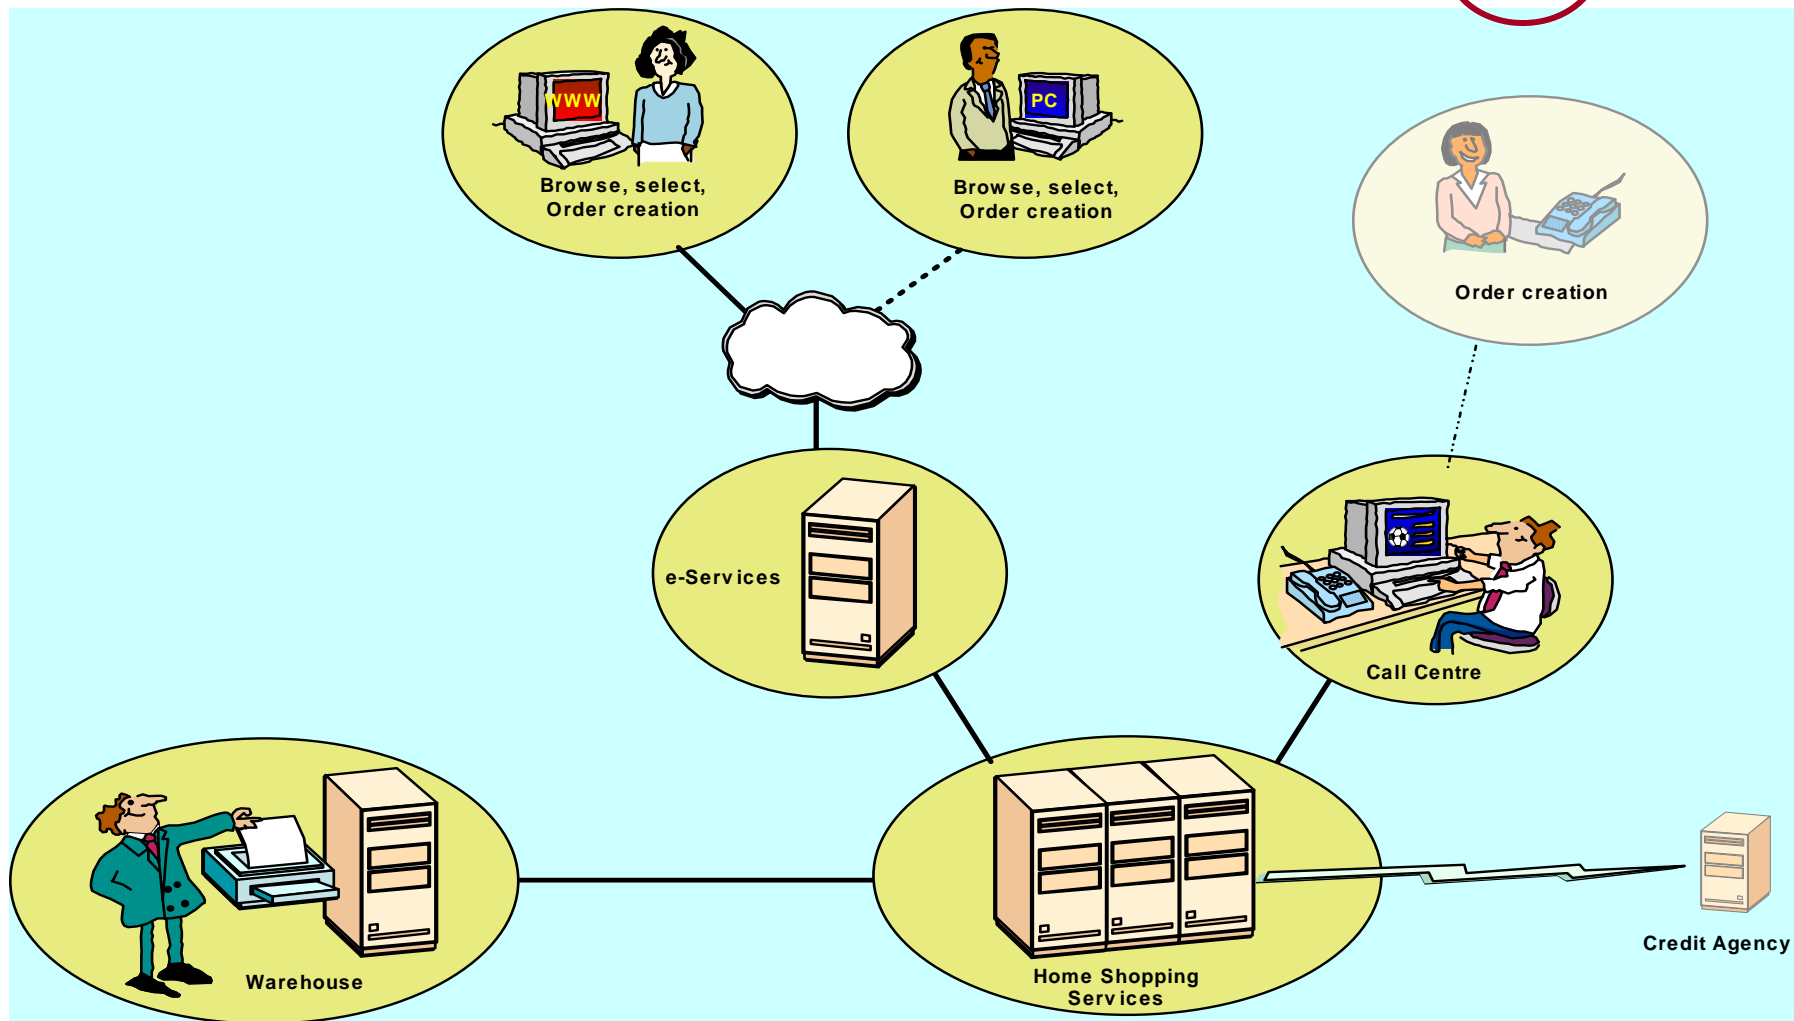 WWW
PC
Browse, select,
Order creation
Browse, select,
Order creation
Order creation
e-Services
Call Centre
Warehouse
Home Shopping
Services
Credit Agency